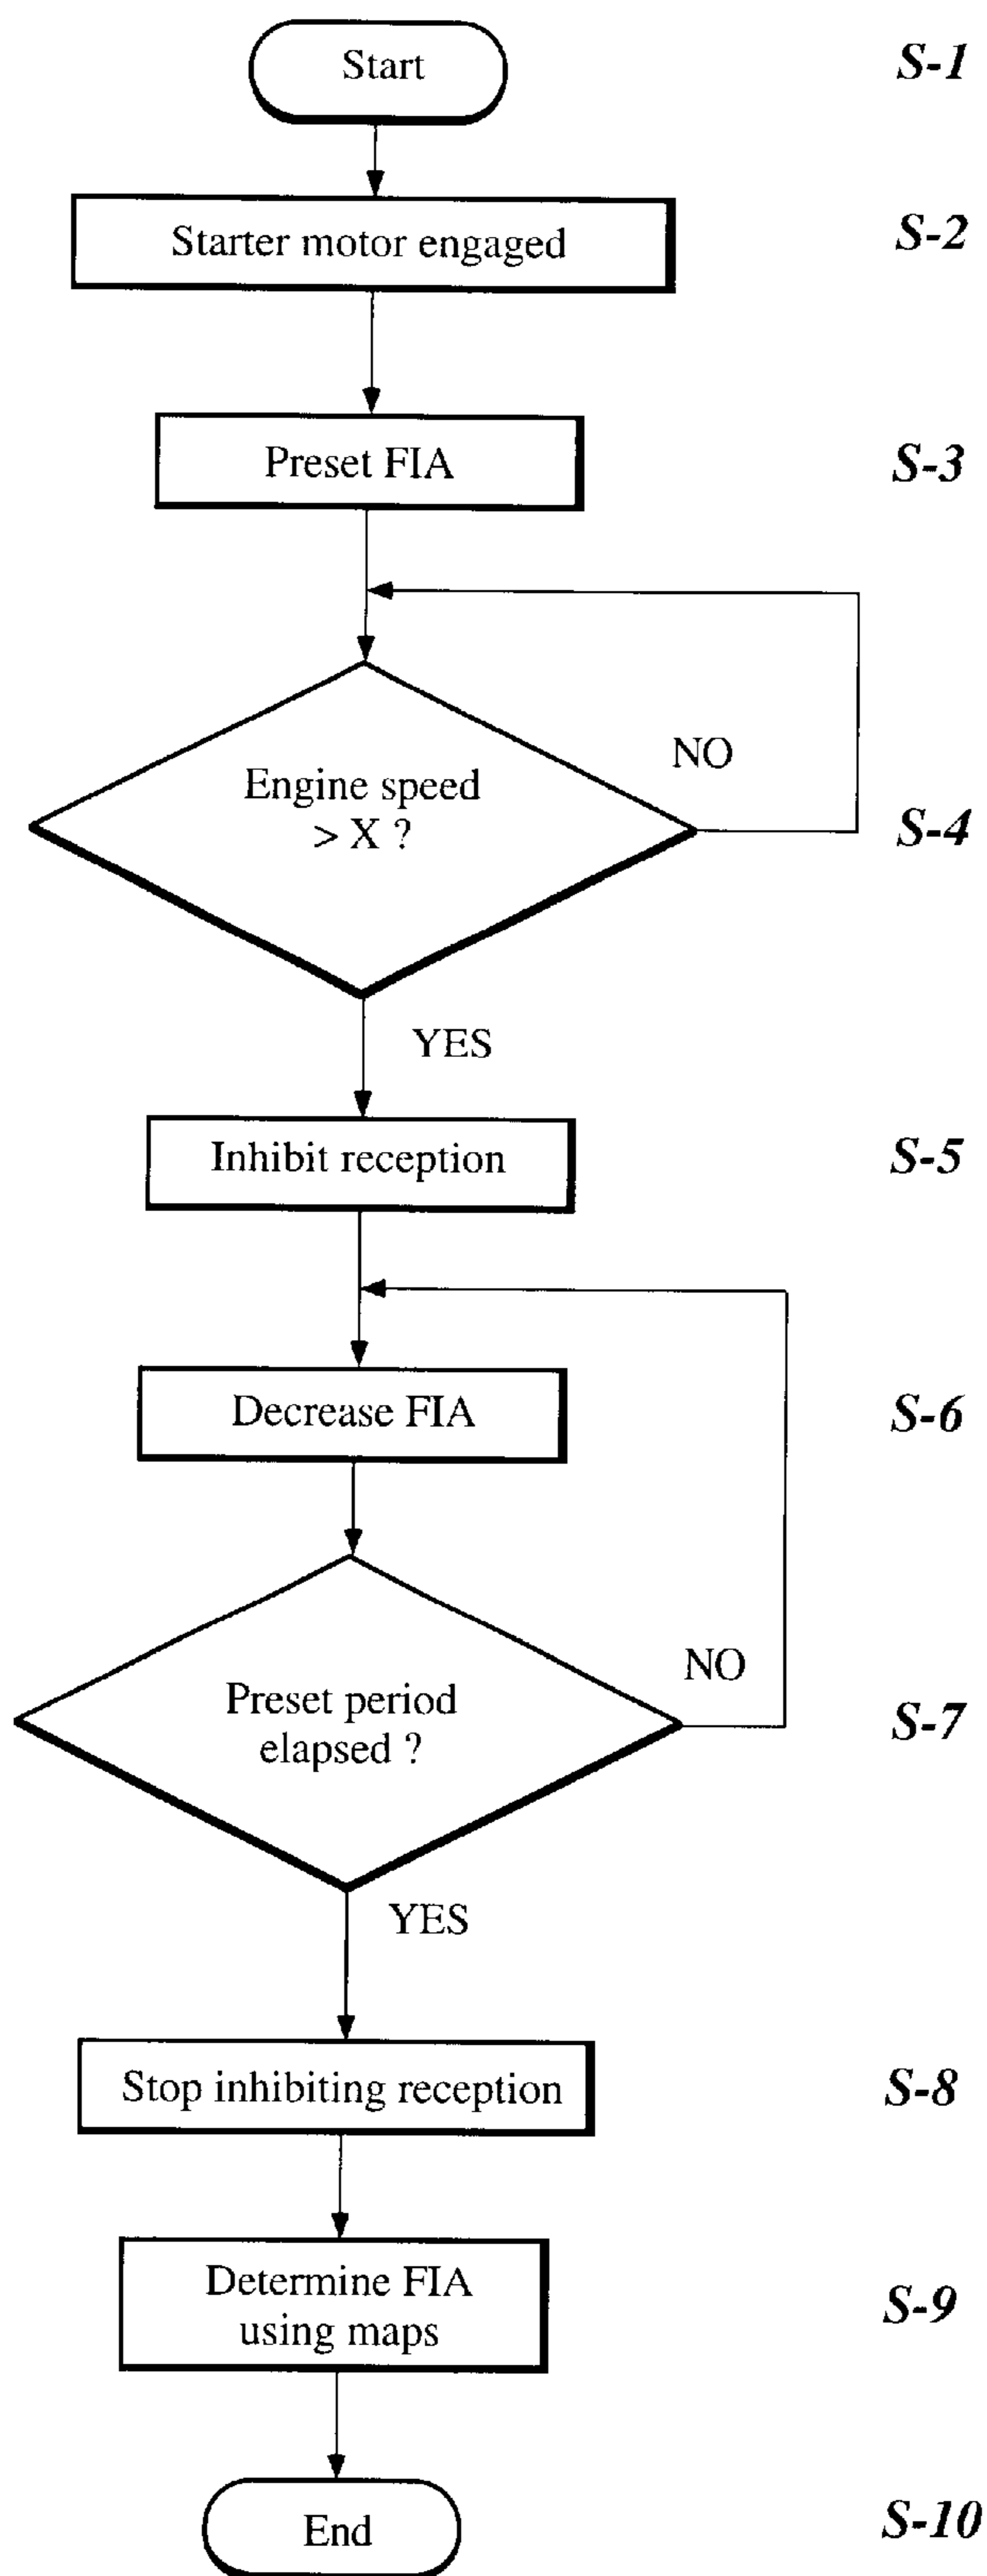 Start
S-1
Starter motor engaged
S-2
Preset FIA
S-3
NO
Engine speed
> X ?
S-4
YES
Inhibit reception
S-5
Decrease FIA
S-6
NO
Preset period
elapsed ?
S-7
YES
Stop inhibiting reception
S-8
Determine FIA
using maps
S-9
End
S-10